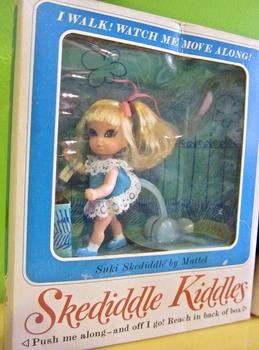 I WALK! WATCH ME MOVE ALONG!
Suki Skediddle by Mattel
Skediddle Kiddles
◁Push me along—and off I go! Reach in back of box▷